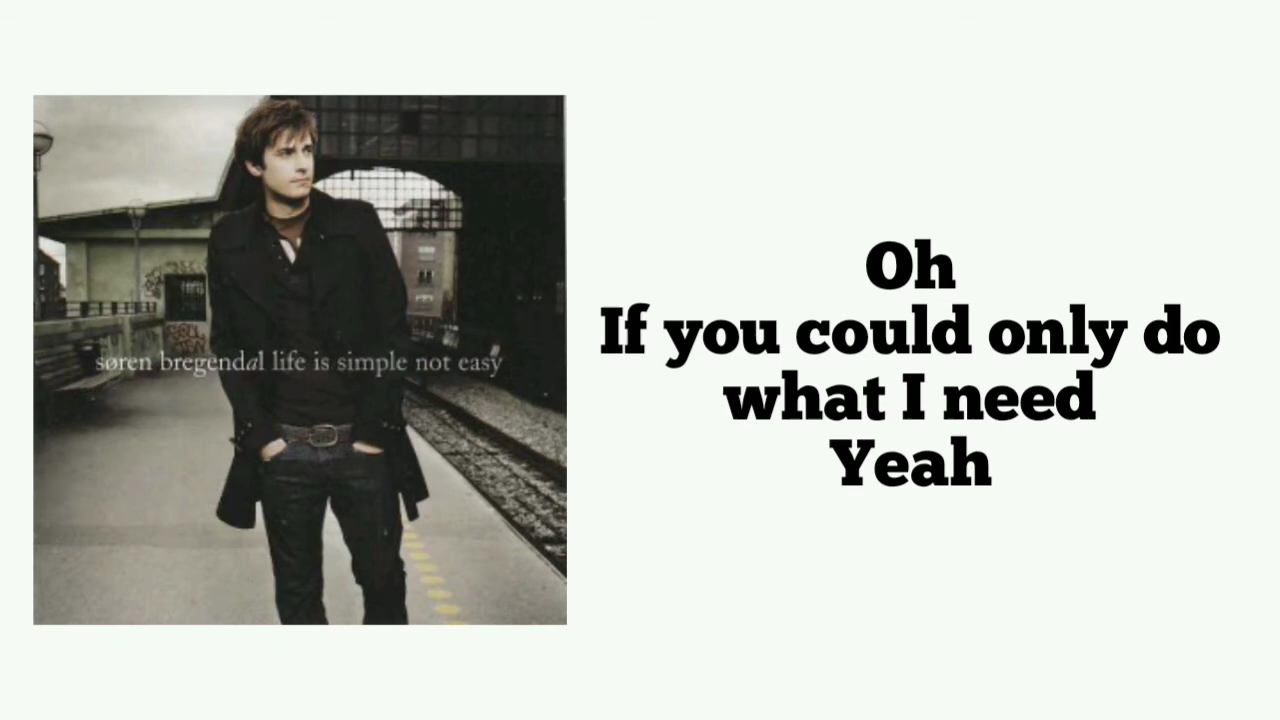 søren bregendal life is simple not easy
Oh
If you could only do
what I need
Yeah